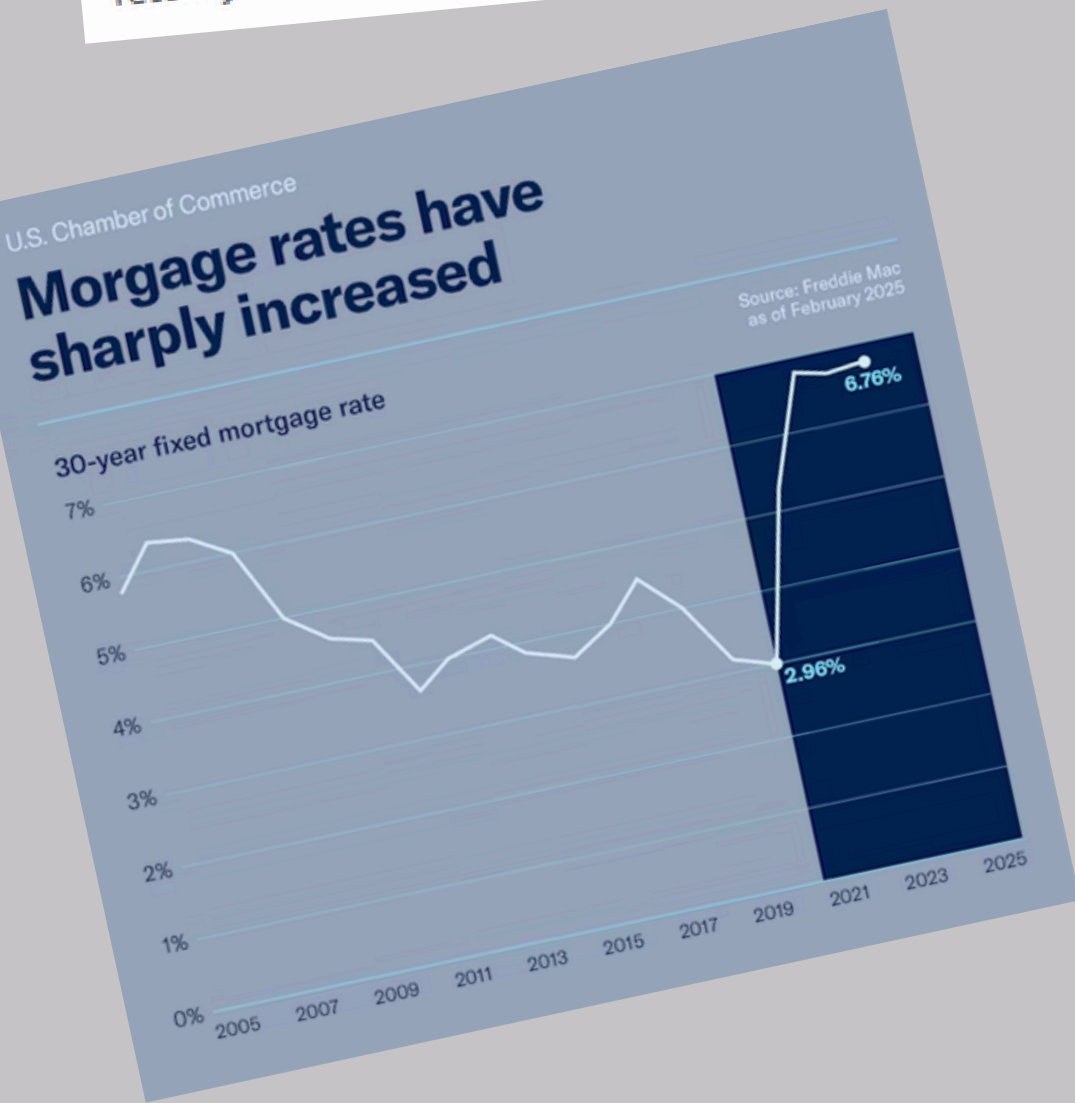 U.S. Chamber of Commerce
Morgage rates have
sharply increased
Source: Freddie Mac
as of February 2025
30-year fixed mortgage rate
7%
6%
5%
4%
3%
2%
1%
0%
6.76%
2.96%
2005 2007 2009 2011 2013 2015 2017 2019 2021 2023 2025